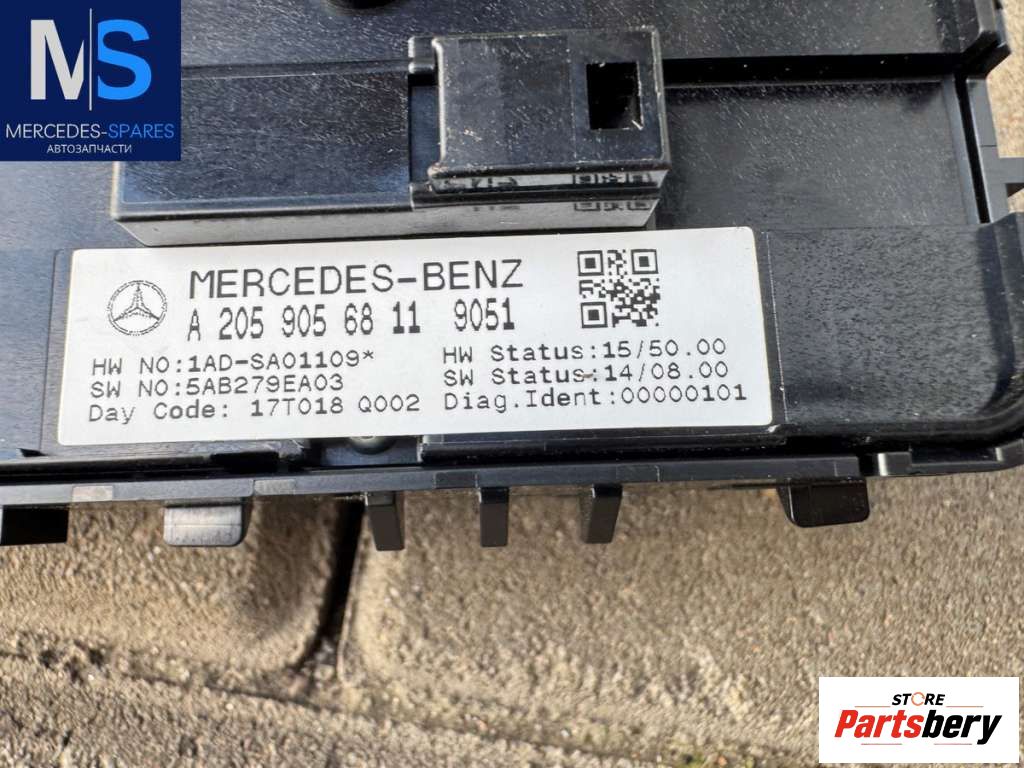 MS
MERCEDES-SPARES
АВТОЗАПЧАСТИ
MERCEDES-BENZ
A 205 905 68 11 9051
HW NO:1AD-SA01109* HW Status:15/50.00
SW NO:5AB279EA03 SW Status:14/08.00
Day Code: 17T018 Q002 Diag.Ident:00000101
STORE
Partsbery